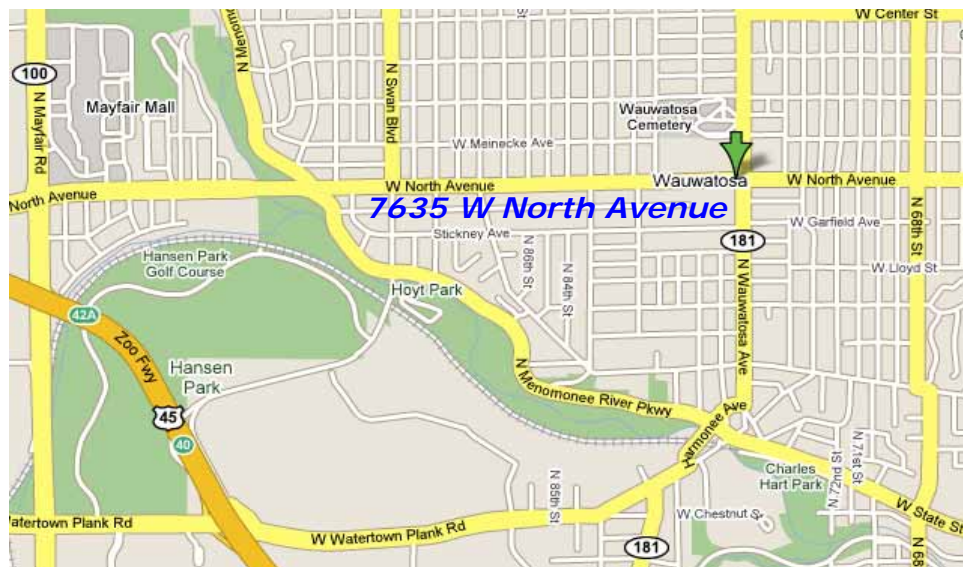 W Center St
N Menomo
100
N Mayfair Rd
Mayfair Mall
N Swan Blvd
Wauwatosa
Cemetery
W Meinecke Ave
North Avenue
W North Avenue
Wauwatosa
W North Avenue
7635 W North Avenue
N 68th St
Stickney Ave
W Garfield Ave
181
N 86th St
N 84th St
Hansen Park
Golf Course
W Lloyd St
Hoyt Park
N Wauwatosa Ave
42A
Zoo Fwy
Hansen
Park
N Menomonee River Pkwy
45
40
Harmonee Ave
N 85th St
Charles
Hart Park
N 72nd St
N 71st St
W State St
W Chestnut St
atertown Plank Rd
W Watertown Plank Rd
181
N 68